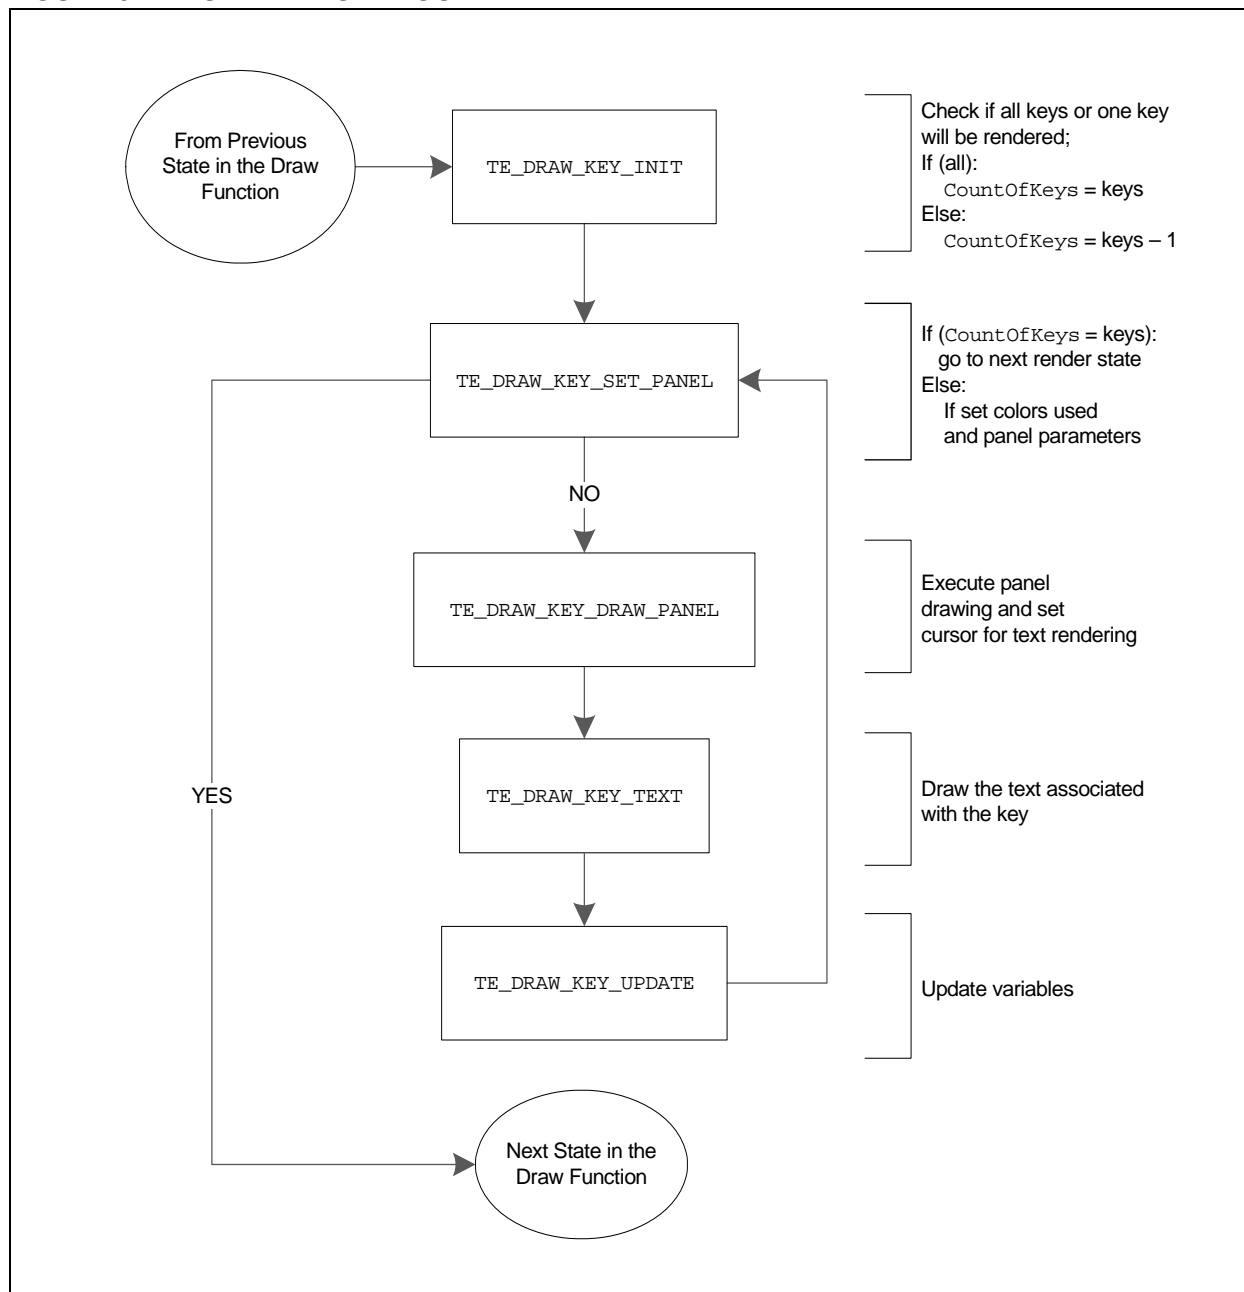 From Previous
State in the Draw
Function
TE_DRAW_KEY_INIT
Check if all keys or one key
will be rendered;
If (all):
CountOfKeys = keys
Else:
CountOfKeys = keys – 1
TE_DRAW_KEY_SET_PANEL
If (CountOfKeys = keys):
go to next render state
Else:
If set colors used
and panel parameters
NO
TE_DRAW_KEY_DRAW_PANEL
Execute panel
drawing and set
cursor for text rendering
YES
TE_DRAW_KEY_TEXT
Draw the text associated
with the key
TE_DRAW_KEY_UPDATE
Update variables
Next State in the
Draw Function